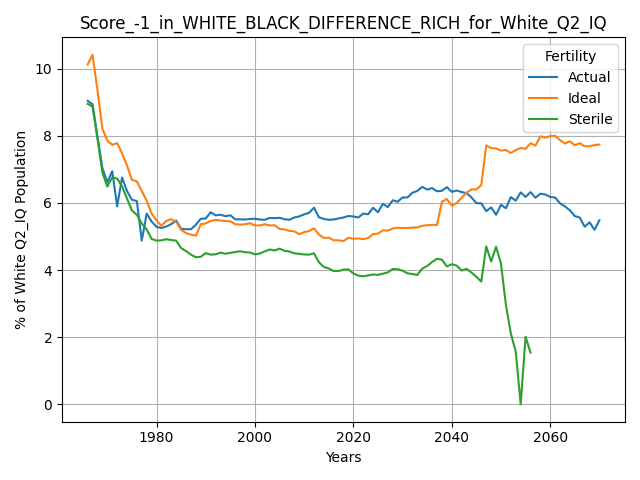 Score_-1_in_WHITE_BLACK_DIFFERENCE_RICH_for_White_Q2_IQ
Fertility
Actual
Ideal
Sterile
% of White Q2_IQ Population
10
8
6
4
2
0
1980
2000
2020
2040
2060
Years